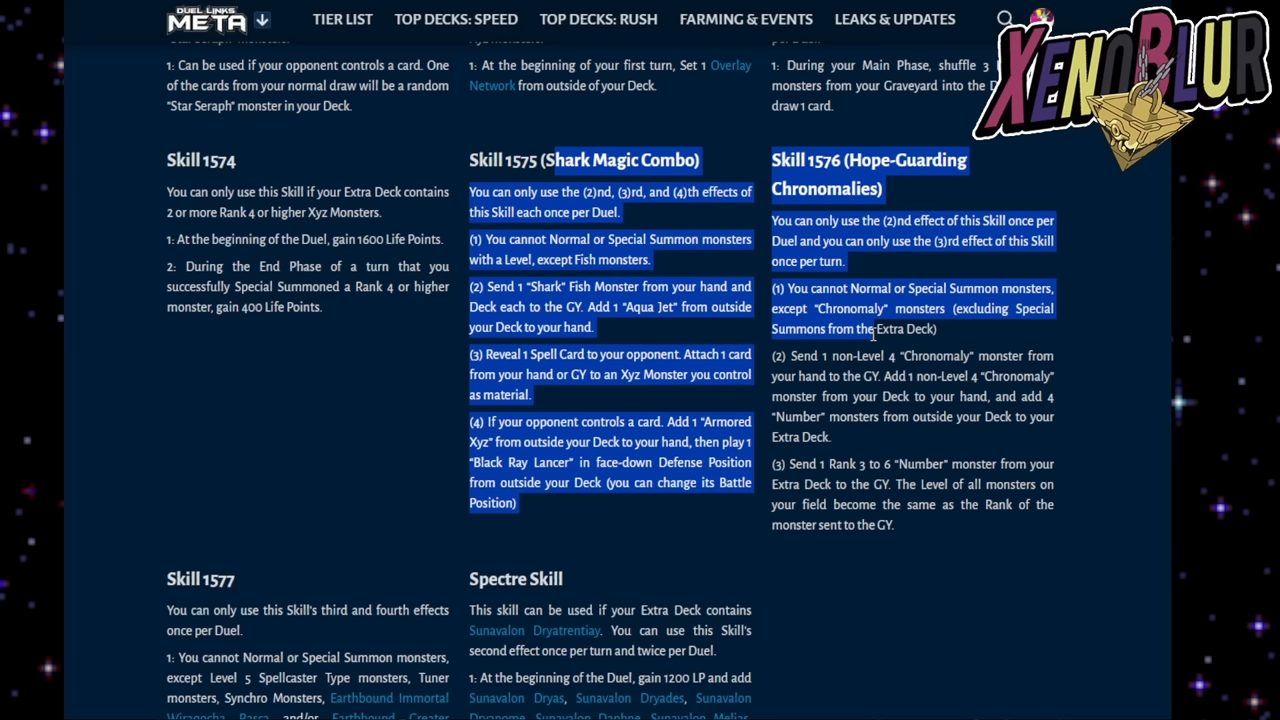 DUEL LINKS
META
TIER LIST
TOP DECKS: SPEED
TOP DECKS: RUSH
FARMING & EVENTS
LEAKS & UPDATES
XENOBLUR
"Star Seraph" monsters.
1: Can be used if your opponent controls a card. One
of the cards from your normal draw will be a random
"Star Seraph" monster in your Deck.
Xyz monsters.
1: At the beginning of your first turn, Set 1 Overlay
Network from outside of your Deck.
per Duel.
1: During your Main Phase, shuffle 3
monsters from your Graveyard into the D
draw 1 card.
Skill 1574
You can only use this Skill if your Extra Deck contains
2 or more Rank 4 or higher Xyz Monsters.
1: At the beginning of the Duel, gain 1600 Life Points.
2: During the End Phase of a turn that you
successfully Special Summoned a Rank 4 or higher
monster, gain 400 Life Points.
Skill 1575 (Shark Magic Combo)
You can only use the (2)nd, (3)rd, and (4)th effects of
this Skill each once per Duel.
(1) You cannot Normal or Special Summon monsters
with a Level, except Fish monsters.
(2) Send 1 "Shark" Fish Monster from your hand and
Deck each to the GY. Add 1 "Aqua Jet" from outside
your Deck to your hand.
(3) Reveal 1 Spell Card to your opponent. Attach 1 card
from your hand or GY to an Xyz Monster you control
as material.
(4) If your opponent controls a card. Add 1 "Armored
Xyz" from outside your Deck to your hand, then play 1
"Black Ray Lancer" in face-down Defense Position
from outside your Deck (you can change its Battle
Position)
Skill 1576 (Hope-Guarding
Chronomalies)
You can only use the (2)nd effect of this Skill once per
Duel and you can only use the (3)rd effect of this Skill
once per turn.
(1) You cannot Normal or Special Summon monsters,
except "Chronomaly" monsters (excluding Special
Summons from the Extra Deck)
(2) Send 1 non-Level 4 "Chronomaly" monster from
your hand to the GY. Add 1 non-Level 4 "Chronomaly"
monster from your Deck to your hand, and add 4
"Number" monsters from outside your Deck to your
Extra Deck.
(3) Send 1 Rank 3 to 6 "Number" monster from your
Extra Deck to the GY. The Level of all monsters on
your field become the same as the Rank of the
monster sent to the GY.
Skill 1577
You can only use this Skill's third and fourth effects
once per Duel.
1: You cannot Normal or Special Summon monsters,
except Level 5 Spellcaster Type monsters, Tuner
monsters, Synchro Monsters, Earthbound Immortal
Wiraqocha Rasca and/or Earthbound Greater
Spectre Skill
This skill can be used if your Extra Deck contains
Sunavalon Dryatrentiay. You can use this Skill's
second effect once per turn and twice per Duel.
1: At the beginning of the Duel, gain 1200 LP and add
Sunavalon Dryas, Sunavalon Dryades, Sunavalon
Dryanome, Sunavalon Daphne, Sunavalon Melias,